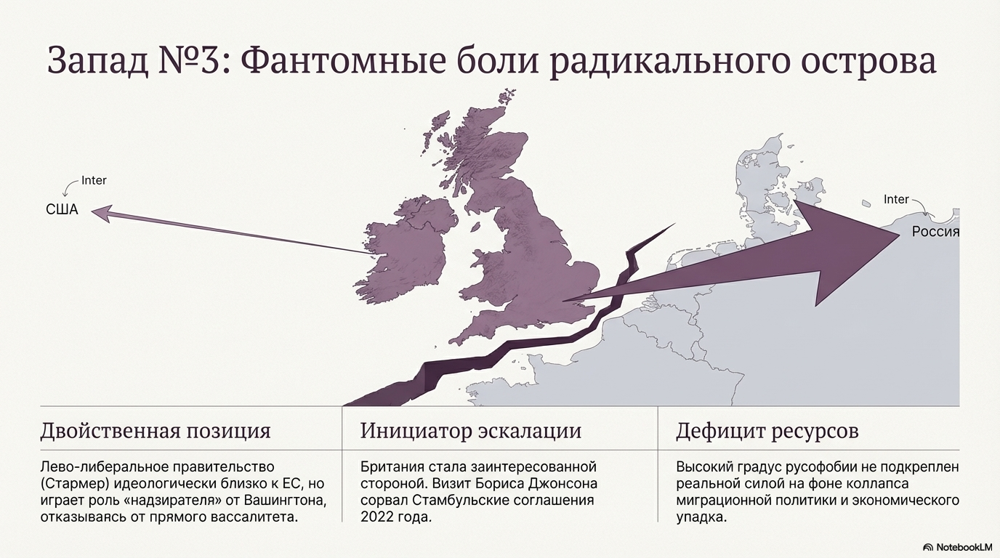 Запад №3: Фантомные боли радикального острова
Inter
США
Inter
Россия
Двойственная позиция
Лево-либеральное правительство
(Стармер) идеологически близко к ЕС, но
играет роль «надзирателя» от Вашингтона,
отказываясь от прямого вассалитета.
Инициатор эскалации
Британия стала заинтересованной
стороной. Визит Бориса Джонсона
сорвал Стамбульские соглашения
2022 года.
Дефицит ресурсов
Высокий градус русофобии не подкреплен
реальной силой на фоне коллапса
миграционной политики и экономического
упадка.
NotebookLM